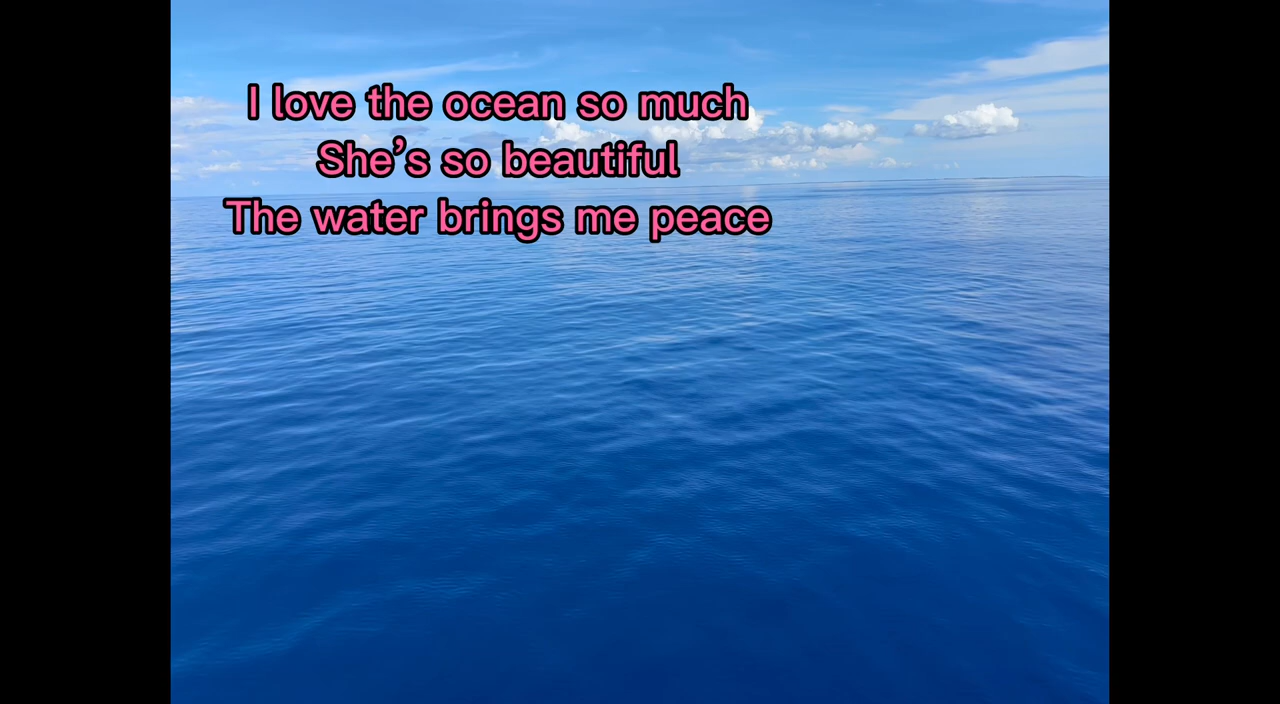 I love the ocean so much
She’s so beautiful
The water brings me peace